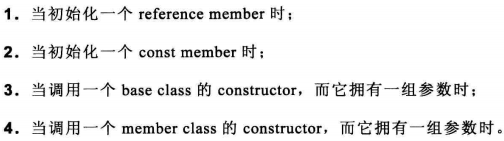 1. 当初始化一个 reference member 时；
2. 当初始化一个 const member 时；
3. 当调用一个 base class 的 constructor，而它拥有一组参数时；
4. 当调用一个 member class 的 constructor，而它拥有一组参数时。